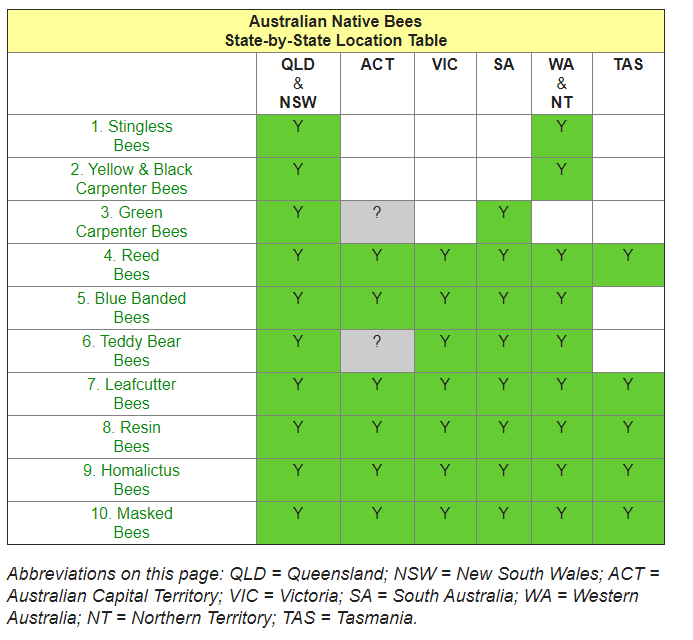 Australian Native Bees
State-by-State Location Table
QLD & NSW ACT VIC SA WA & NT TAS
1. Stingless Bees Y Y
2. Yellow & Black Carpenter Bees Y Y
3. Green Carpenter Bees Y ? Y
4. Reed Bees Y Y Y Y Y Y
5. Blue Banded Bees Y Y Y Y Y
6. Teddy Bear Bees Y ? Y Y Y
7. Leafcutter Bees Y Y Y Y Y Y
8. Resin Bees Y Y Y Y Y Y
9. Homalictus Bees Y Y Y Y Y Y
10. Masked Bees Y Y Y Y Y Y
Abbreviations on this page: QLD = Queensland; NSW = New South Wales; ACT =
Australian Capital Territory; VIC = Victoria; SA = South Australia; WA = Western
Australia; NT = Northern Territory; TAS = Tasmania.